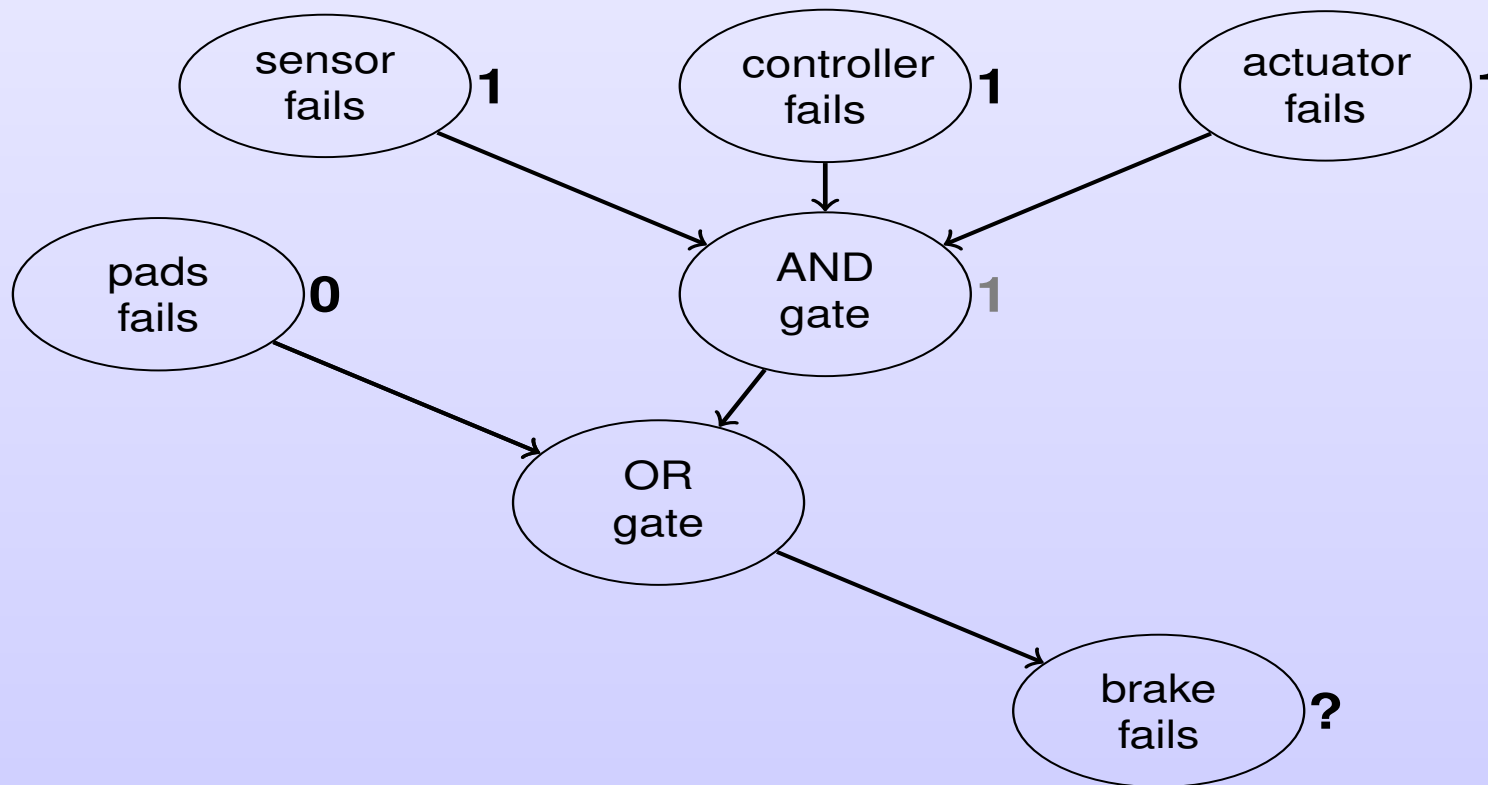 sensor
fails
1
controller
fails
1
actuator
fails
pads
fails
0
AND
gate
1
OR
gate
brake
fails
?